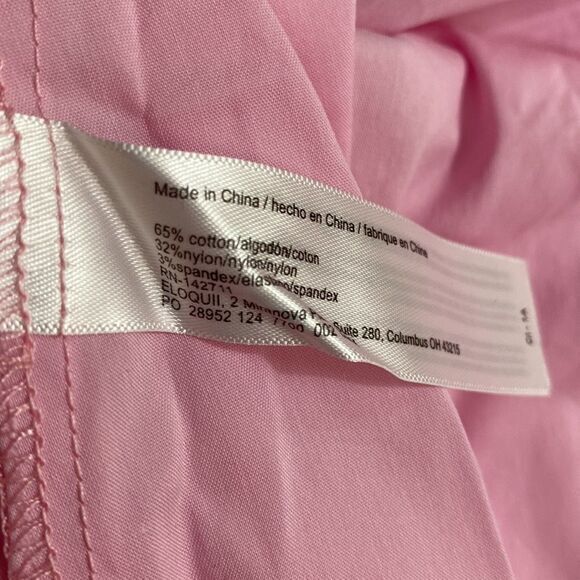 Made in China / hecho en China / fabrique en Chine
65% cotton/algodón/coton
32%nylon/nylon/nylon
3%spandex/elas /spandex
RN-142711
ELOQUII, 2 Suite 280, Columbus OH 43215
PO 28952 124